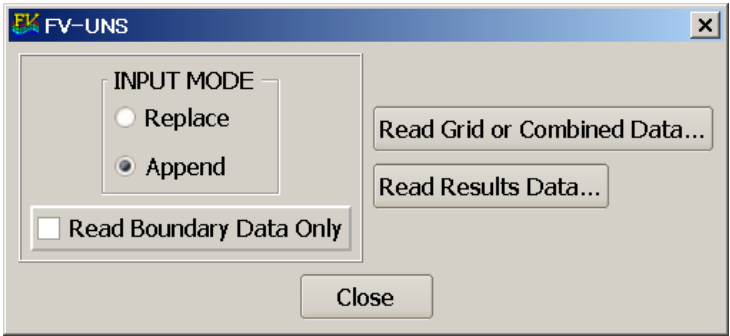 FV-UNS
INPUT MODE
Replace
Append
Read Boundary Data Only
Read Grid or Combined Data...
Read Results Data...
Close